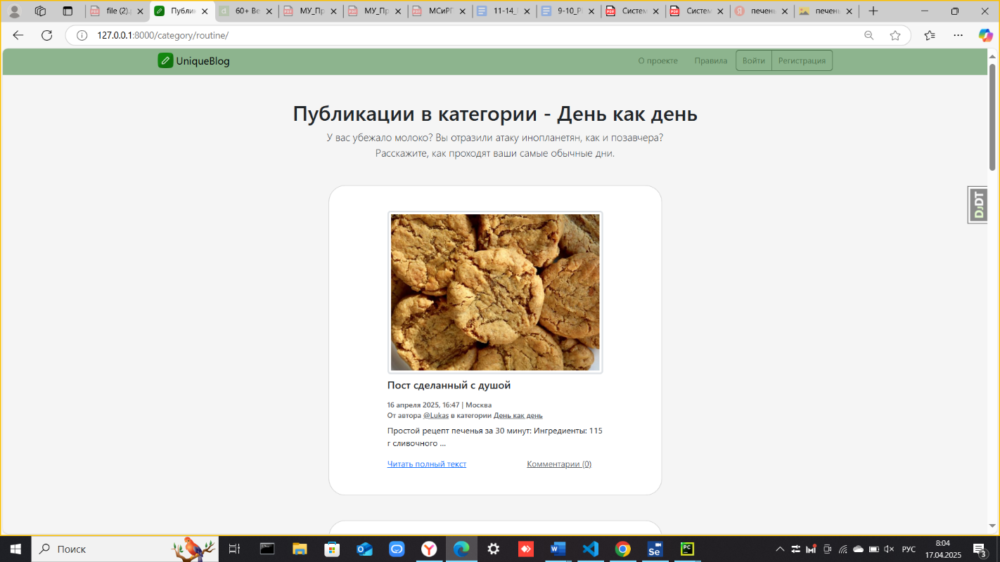 file (2).p
Публи
60+ Be
МУ_Пр
МУ_Пр
МСиРГ
11-14_
9-10_Р
Систем
Систем
печень
печень
127.0.0.1:8000/category/routine/
UniqueBlog
О проекте
Правила
Войти
Регистрация
Публикации в категории - День как день
У вас убежало молоко? Вы отразили атаку инопланетян, как и позавчера?
Расскажите, как проходят ваши самые обычные дни.
DjDT
Пост сделанный с душой
16 апреля 2025, 16:47 | Москва
От автора @Lukas в категории День как день
Простой рецепт печенья за 30 минут: Ингредиенты: 115
г сливочного ...
Читать полный текст
Комментарии (0)
Поиск
РУС
8:04
17.04.2025
3